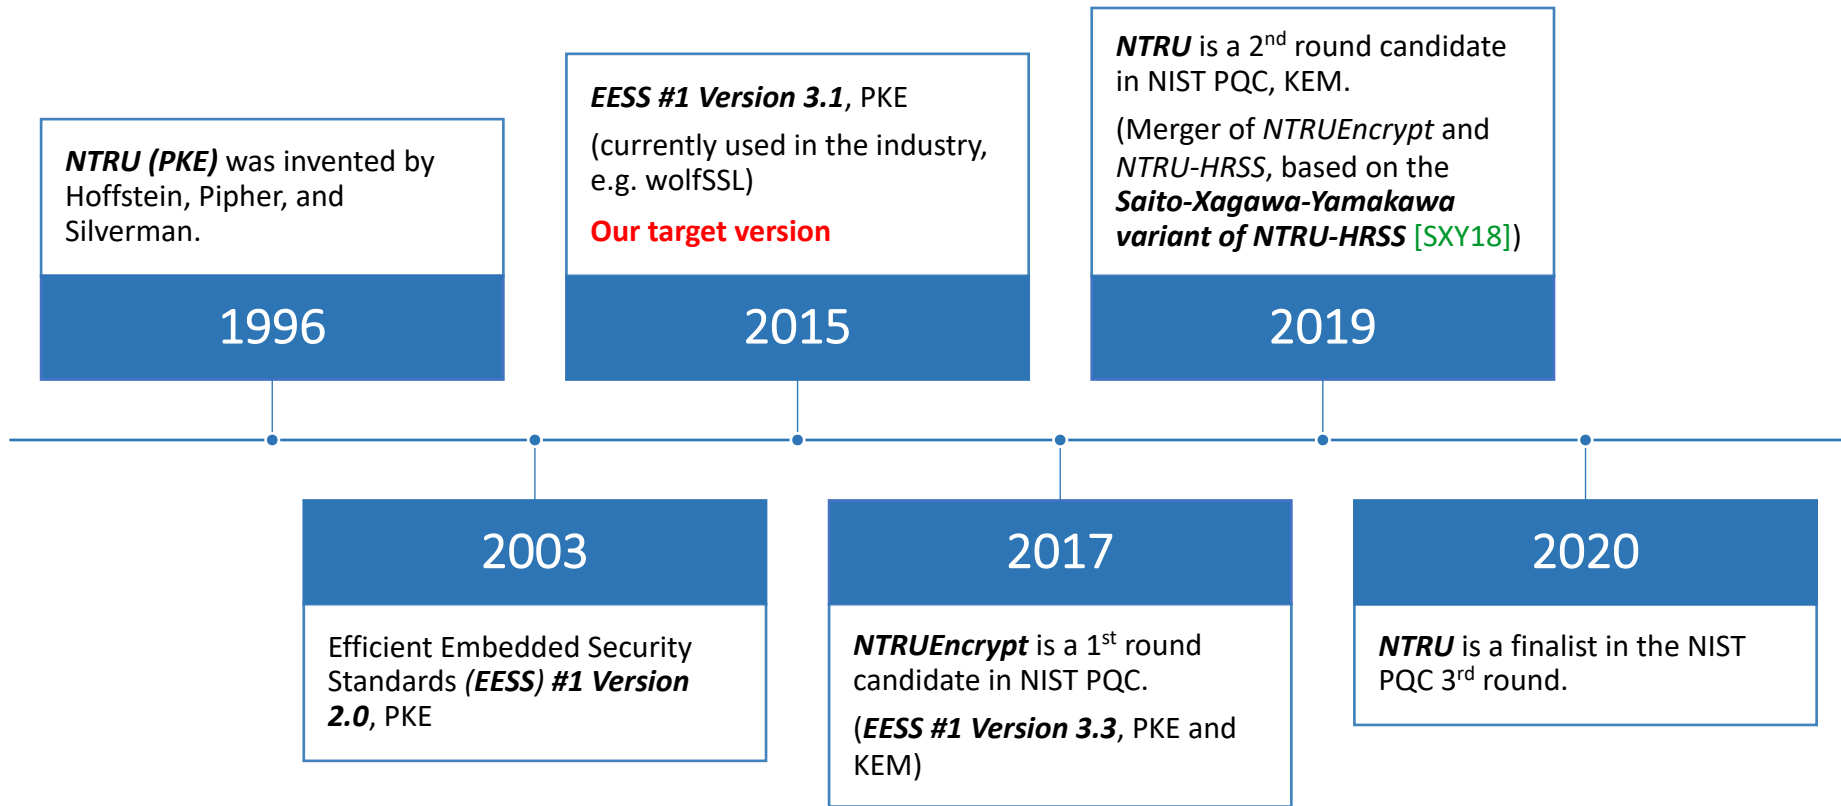 NTRU (PKE) was invented by
Hoffstein, Pipher, and
Silverman.
1996
2003
Efficient Embedded Security
Standards (EESS) #1 Version
2.0, PKE
EESS #1 Version 3.1, PKE
(currently used in the industry,
e.g. wolfSSL)
Our target version
2015
2017
NTRUEncrypt is a 1st round
candidate in NIST PQC.
(EESS #1 Version 3.3, PKE and
KEM)
NTRU is a 2nd round candidate
in NIST PQC, KEM.
(Merger of NTRUEncrypt and
NTRU-HRSS, based on the
Saito-Xagawa-Yamakawa
variant of NTRU-HRSS [SXY18])
2019
2020
NTRU is a finalist in the NIST
PQC 3rd round.